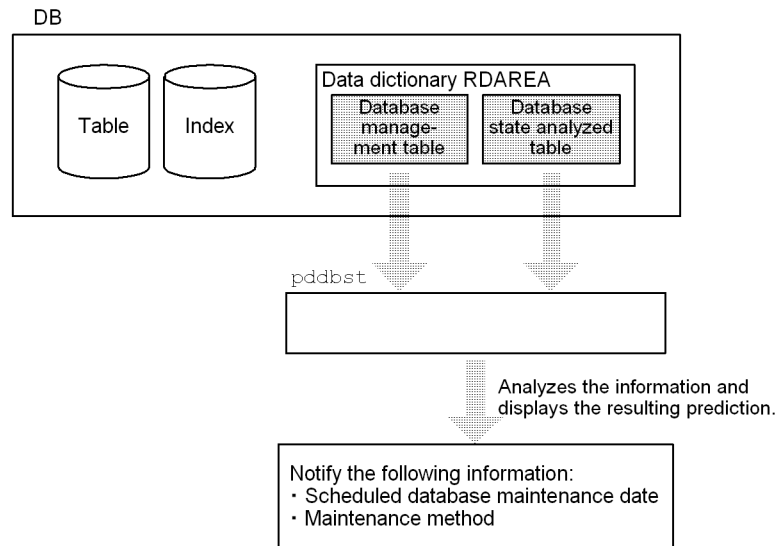 DB
Table
Index
Data dictionary RDAREA
Database
manage-
ment table
Database
state analyzed
table
pddbst
Analyzes the information and
displays the resulting prediction.
Notify the following information:
・Scheduled database maintenance date
・Maintenance method